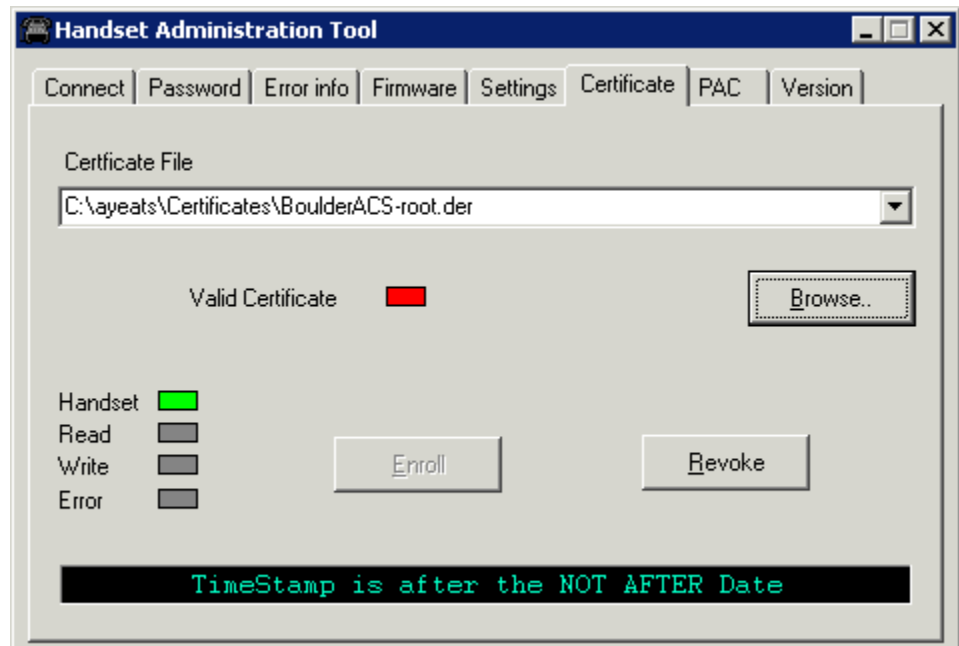 Handset Administration Tool
Connect Password Error info Firmware Settings Certificate PAC Version
Certficate File
C:\ayeats\Certificates\BoulderACS-root.der
Valid Certificate Browse..
Handset
Read
Write Enroll Revoke
Error
TimeStamp is after the NOT AFTER Date